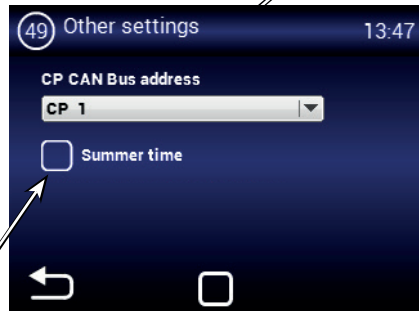 49 Other settings 13:47
CP CAN Bus address
CP 1
Summer time